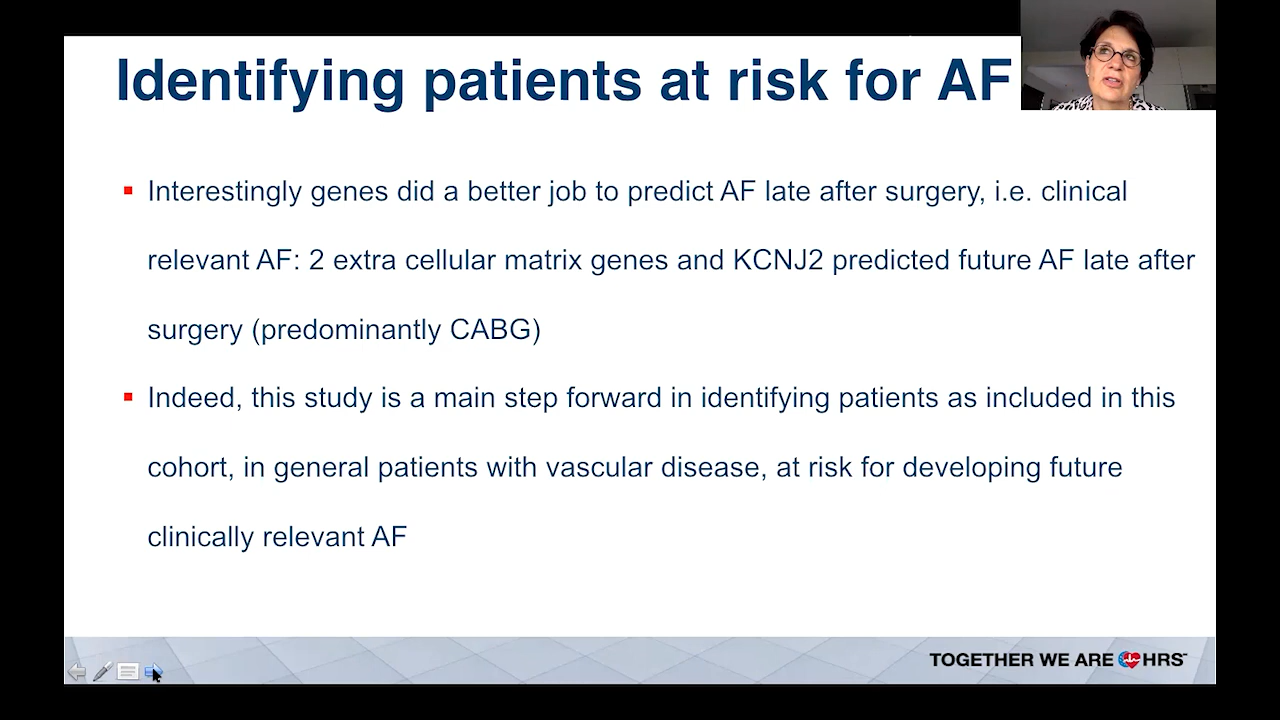 Identifying patients at risk for AF
Interestingly genes did a better job to predict AF late after surgery, i.e. clinical
relevant AF: 2 extra cellular matrix genes and KCNJ2 predicted future AF late after
surgery (predominantly CABG)
Indeed, this study is a main step forward in identifying patients as included in this
cohort, in general patients with vascular disease, at risk for developing future
clinically relevant AF
TOGETHER WE ARE HRS